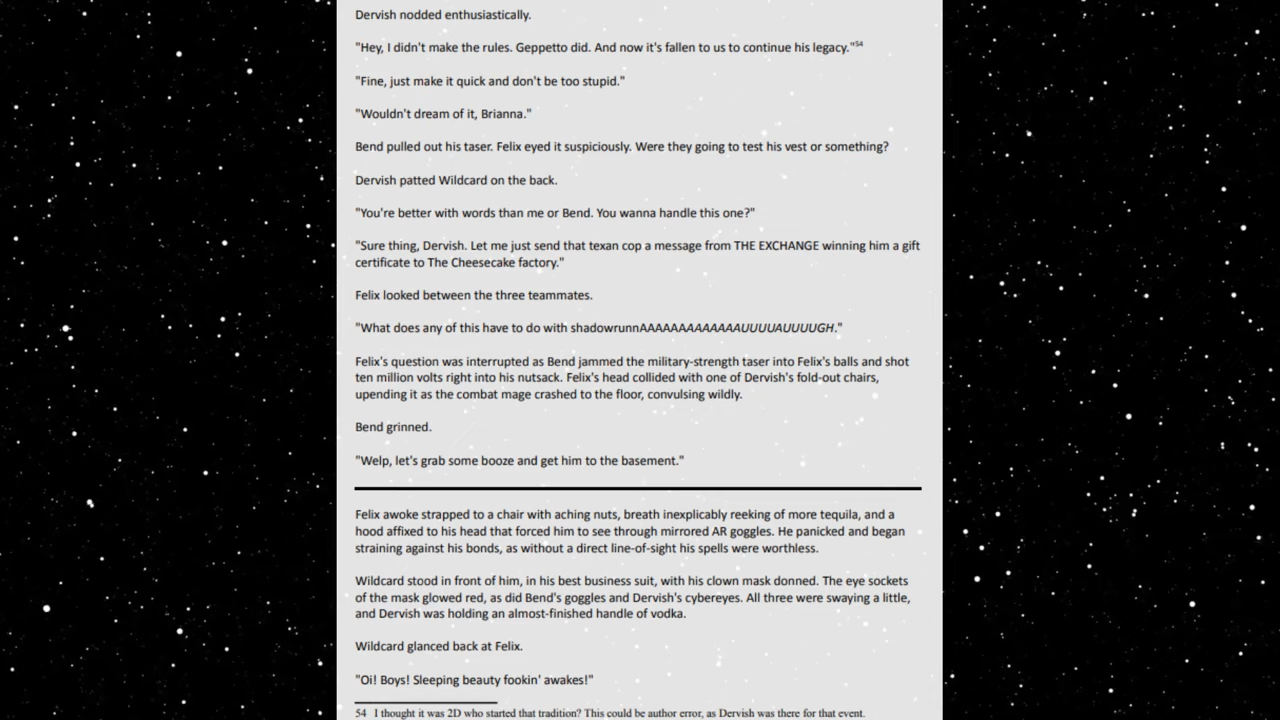 Dervish nodded enthusiastically.
"Hey, I didn't make the rules. Geppetto did. And now it's fallen to us to continue his legacy."54
"Fine, just make it quick and don't be too stupid."
"Wouldn't dream of it, Brianna."
Bend pulled out his taser. Felix eyed it suspiciously. Were they going to test his vest or something?
Dervish patted Wildcard on the back.
"You're better with words than me or Bend. You wanna handle this one?"
"Sure thing, Dervish. Let me just send that texan cop a message from THE EXCHANGE winning him a gift
certificate to The Cheesecake factory."
Felix looked between the three teammates.
"What does any of this have to do with shadowrunnAAAAAAAAAAAAAUUUUAUUUUGH."
Felix's question was interrupted as Bend jammed the military-strength taser into Felix's balls and shot
ten million volts right into his nutsack. Felix's head collided with one of Dervish's fold-out chairs,
upending it as the combat mage crashed to the floor, convulsing wildly.
Bend grinned.
"Welp, let's grab some booze and get him to the basement."
Felix awoke strapped to a chair with aching nuts, breath inexplicably reeking of more tequila, and a
hood affixed to his head that forced him to see through mirrored AR goggles. He panicked and began
straining against his bonds, as without a direct line-of-sight his spells were worthless.
Wildcard stood in front of him, in his best business suit, with his clown mask donned. The eye sockets
of the mask glowed red, as did Bend's goggles and Dervish's cybereyes. All three were swaying a little,
and Dervish was holding an almost-finished handle of vodka.
Wildcard glanced back at Felix.
"Oi! Boys! Sleeping beauty fookin' awakes!"
54 I thought it was 2D who started that tradition? This could be author error, as Dervish was there for that event.